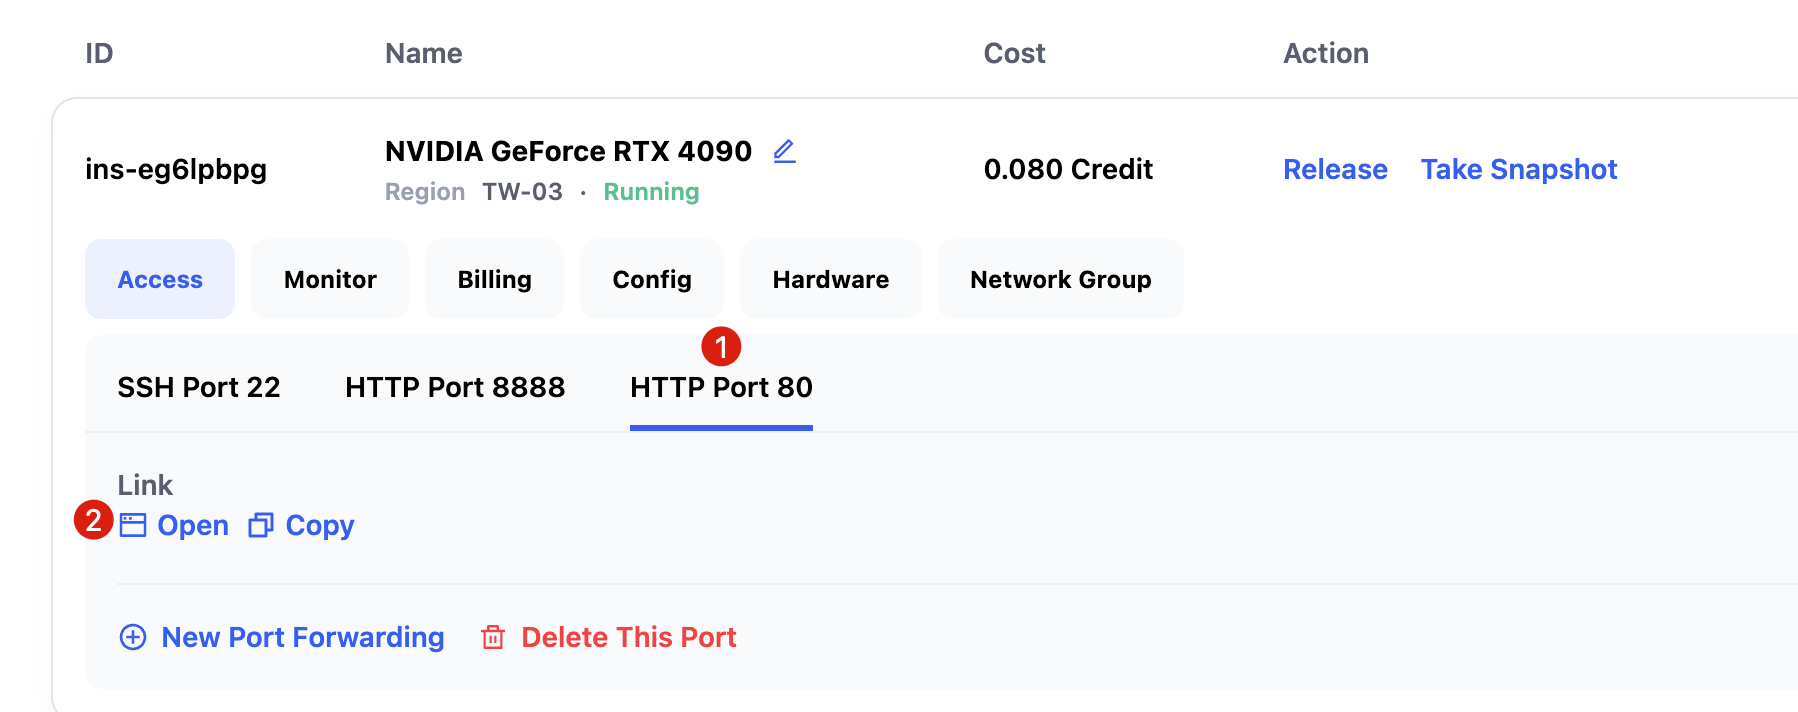 ID Name Cost Action
ins-eg6lpbpg NVIDIA GeForce RTX 4090 0.080 Credit Release Take Snapshot
Region TW-03 · Running
Access Monitor Billing Config Hardware Network Group
1
SSH Port 22 HTTP Port 8888 HTTP Port 80
Link
2 Open Copy
New Port Forwarding Delete This Port